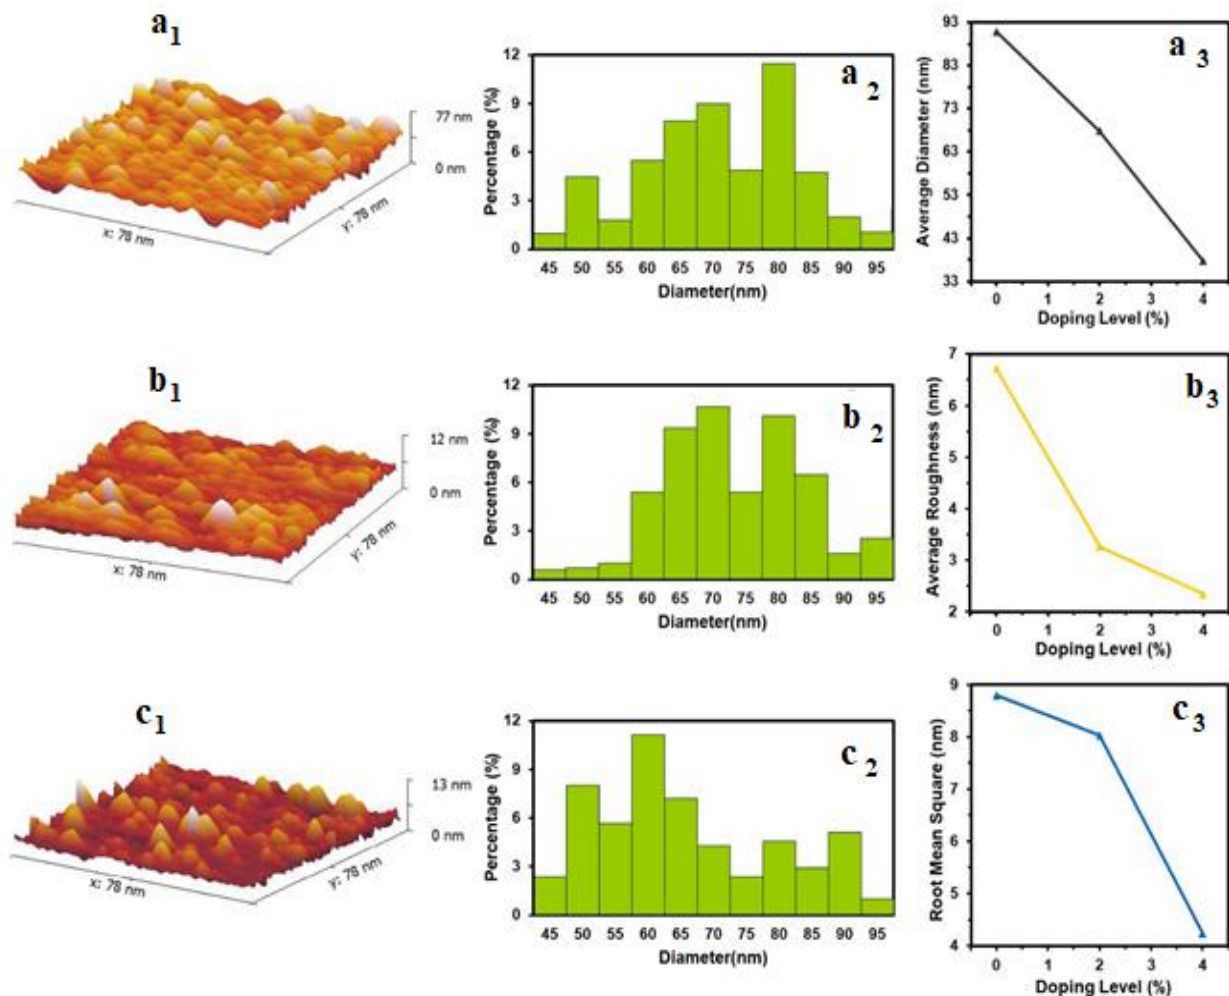 a1
77 nm
0 nm
x: 78 nm
y: 78 nm
a2
Percentage (%)
12
9
6
3
0
45 50 55 60 65 70 75 80 85 90 95
Diameter(nm)
a3
Average Diameter (nm)
93
83
73
63
53
43
33
0 1 2 3 4
Doping Level (%)
b1
12 nm
0 nm
x: 78 nm
y: 78 nm
b2
Percentage (%)
12
9
6
3
0
45 50 55 60 65 70 75 80 85 90 95
Diameter(nm)
b3
Average Roughness (nm)
7
6
5
4
3
2
0 1 2 3 4
Doping Level (%)
c1
13 nm
0 nm
x: 78 nm
y: 78 nm
c2
Percentage (%)
12
9
6
3
0
45 50 55 60 65 70 75 80 85 90 95
Diameter(nm)
c3
Root Mean Square (nm)
9
8
7
6
5
4
0 1 2 3 4
Doping Level (%)